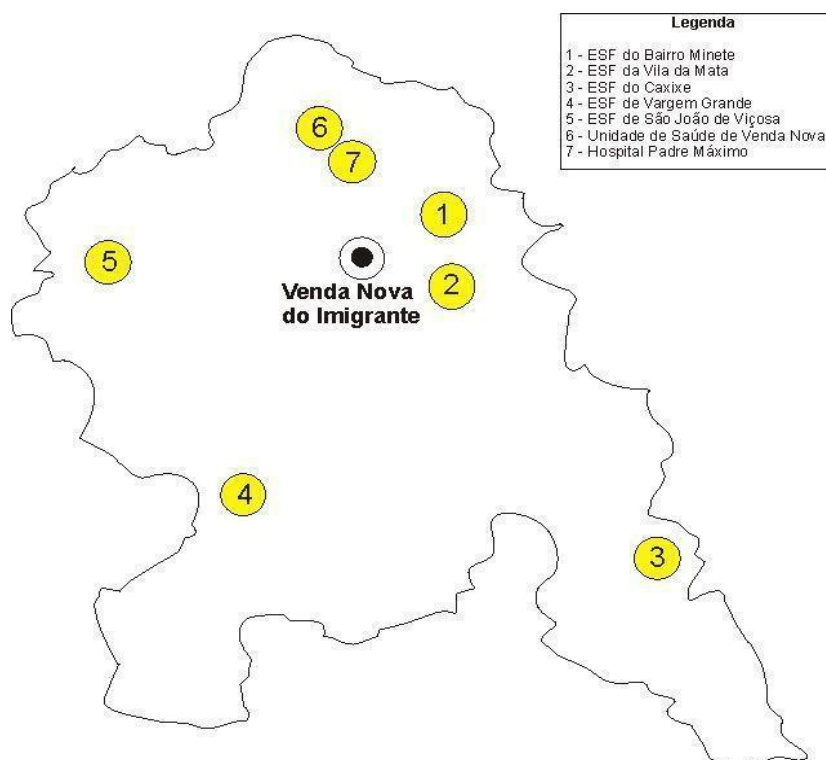 Legenda
1 - ESF do Bairro Minete
2 - ESF da Vila da Mata
3 - ESF do Caxixe
4 - ESF de Vargem Grande
5 - ESF de São João de Viçosa
6 - Unidade de Saúde de Venda Nova
7 - Hospital Padre Máximo
6
7
1
5
2
Venda Nova
do Imigrante
4
3